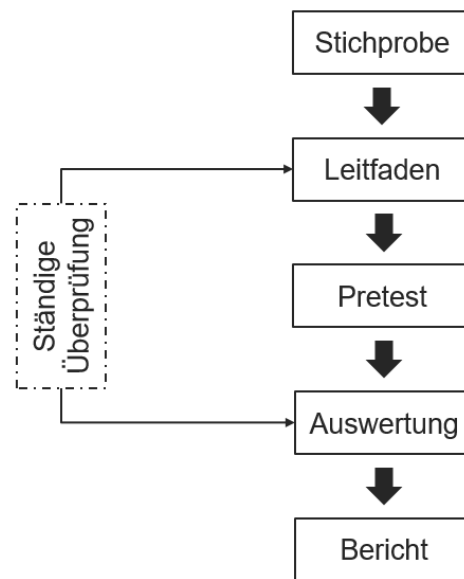 Stichprobe
Leitfaden
Ständige
Überprüfung
Pretest
Auswertung
Bericht